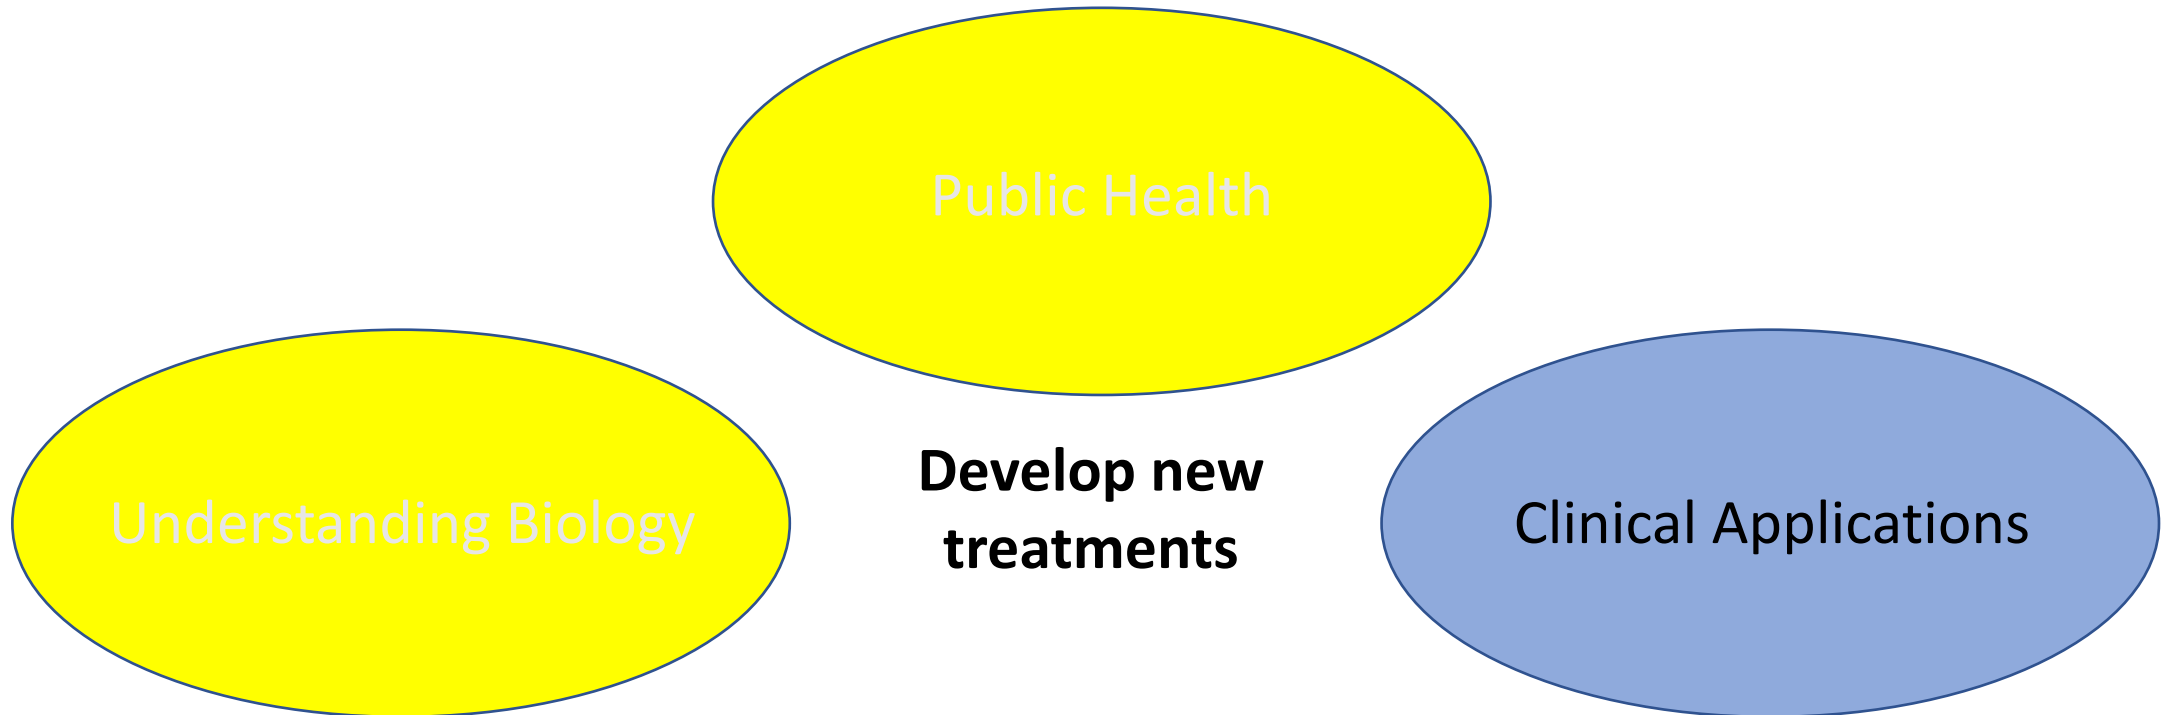 Public Health
Develop new
treatments
Understanding Biology
Clinical Applications